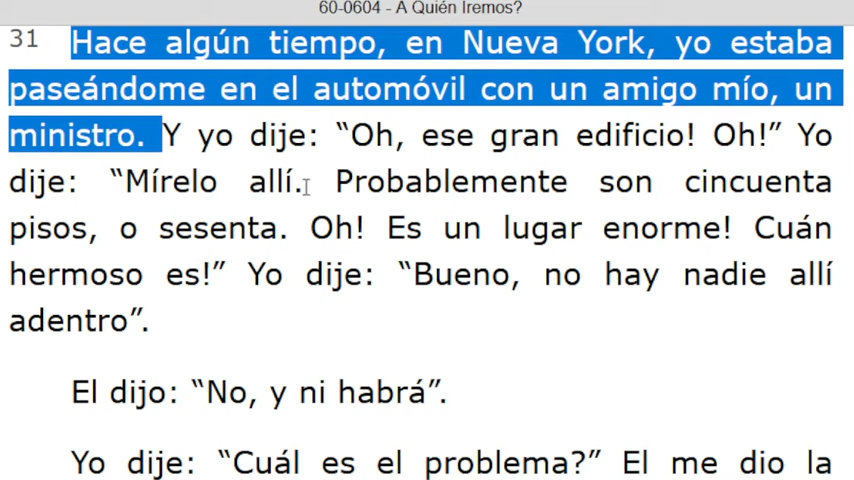 60-0604 - A Quién Iremos?
31 Hace algún tiempo, en Nueva York, yo estaba
paseándome en el automóvil con un amigo mío, un
ministro. Y yo dije: “Oh, ese gran edificio! Oh!” Yo
dije: “Mírelo allí. Probablemente son cincuenta
pisos, o sesenta. Oh! Es un lugar enorme! Cuán
hermoso es!” Yo dije: “Bueno, no hay nadie allí
adentro”.
El dijo: “No, y ni habrá”.
Yo dije: “Cuál es el problema?” El me dio la